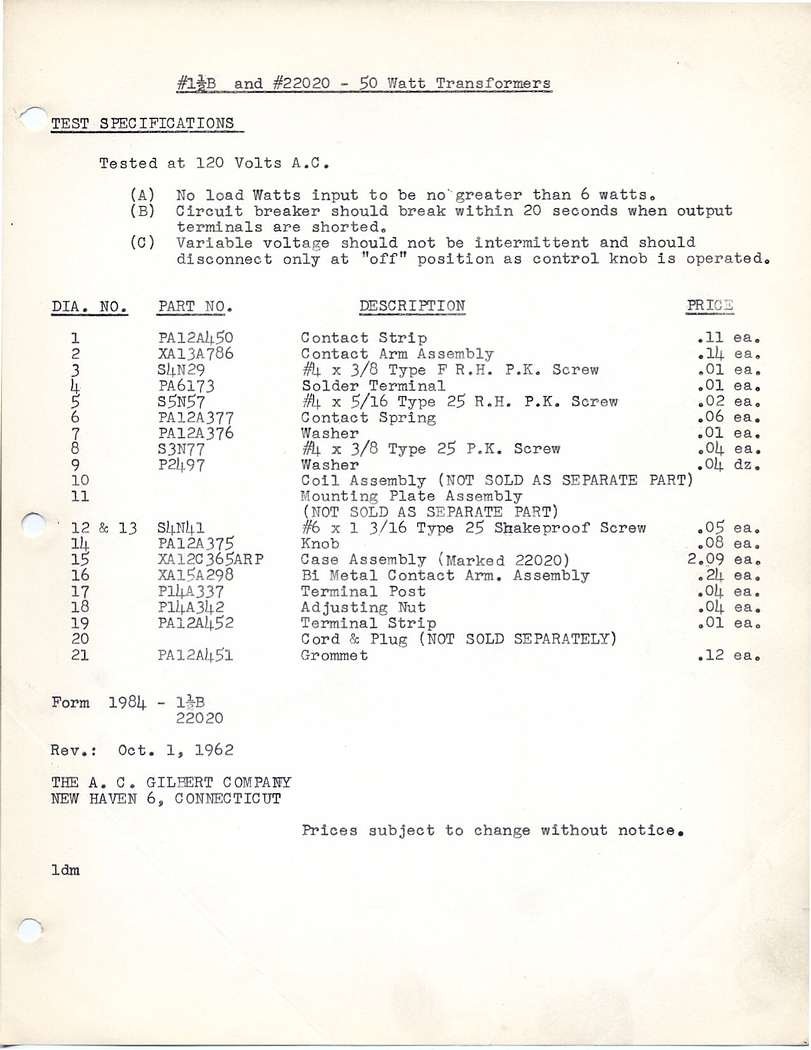 #1½B and #22020 - 50 Watt Transformers
TEST SPECIFICATIONS
Tested at 120 Volts A.C.
(A) No load Watts input to be no greater than 6 watts.
(B) Circuit breaker should break within 20 seconds when output
terminals are shorted.
(C) Variable voltage should not be intermittent and should
disconnect only at "off" position as control knob is operated.
DIA. NO. PART NO. DESCRIPTION PRICE
1 PA12A450 Contact Strip .11 ea.
2 XA13A786 Contact Arm Assembly .14 ea.
3 S4N29 #4 x 3/8 Type F R.H. P.K. Screw .01 ea.
4 PA6173 Solder Terminal .01 ea.
5 S5N57 #4 x 5/16 Type 25 R.H. P.K. Screw .02 ea.
6 PA12A377 Contact Spring .06 ea.
7 PA12A376 Washer .01 ea.
8 S3N77 #4 x 3/8 Type 25 P.K. Screw .04 ea.
9 P2497 Washer .04 dz.
10 Coil Assembly (NOT SOLD AS SEPARATE PART)
11 Mounting Plate Assembly
(NOT SOLD AS SEPARATE PART)
12 & 13 S4N41 #6 x 1 3/16 Type 25 Shakeproof Screw .05 ea.
14 PA12A375 Knob .08 ea.
15 XA12C365ARP Case Assembly (Marked 22020) 2.09 ea.
16 XA15A298 Bi Metal Contact Arm. Assembly .24 ea.
17 P14A337 Terminal Post .04 ea.
18 P14A342 Adjusting Nut .04 ea.
19 PA12A452 Terminal Strip .01 ea.
20 Cord & Plug (NOT SOLD SEPARATELY)
21 PA12A451 Grommet .12 ea.
Form 1984 - 1½B
22020
Rev.: Oct. 1, 1962
THE A. C. GILBERT COMPANY
NEW HAVEN 6, CONNECTICUT
Prices subject to change without notice.
ldm